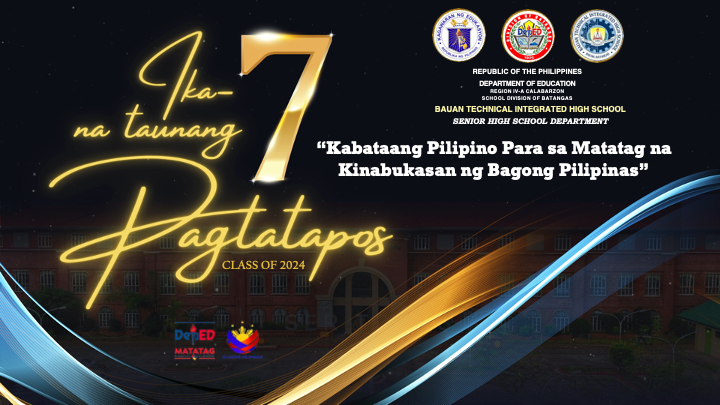 Ika-
7
na taunang
Pagtatapos
CLASS OF 2024
REPUBLIC OF THE PHILIPPINES
DEPARTMENT OF EDUCATION
REGION IV-A CALABARZON
SCHOOL DIVISION OF BATANGAS
BAUAN TECHNICAL INTEGRATED HIGH SCHOOL
SENIOR HIGH SCHOOL DEPARTMENT
“Kabataang Pilipino Para sa Matatag na
Kinabukasan ng Bagong Pilipinas”
DepED
MATATAG